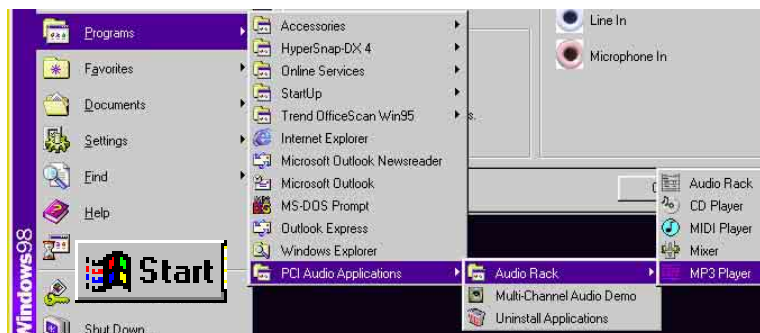 Programs
Favorites
Documents
Settings
Find
Help
Shut Down...
Windows98
Start
Accessories
HyperSnap-DX 4
Online Services
StartUp
Trend OfficeScan Win95
Internet Explorer
Microsoft Outlook Newsreader
Microsoft Outlook
MS-DOS Prompt
Outlook Express
Windows Explorer
PCI Audio Applications
Audio Rack
Multi-Channel Audio Demo
Uninstall Applications
Line In
Microphone In
s.
Audio Rack
CD Player
MIDI Player
Mixer
MP3 Player